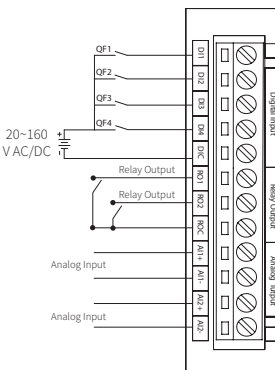 QF1
QF2
QF3
QF4
20~160
V AC/DC
+
-
Relay Output
Relay Output
Analog Input
Analog Input
DI1
DI2
DI3
DI4
DIC
RO1
RO2
ROC
AI1+
AI1-
AI2+
AI2-
Digital Input
Relay Output
Analog Input